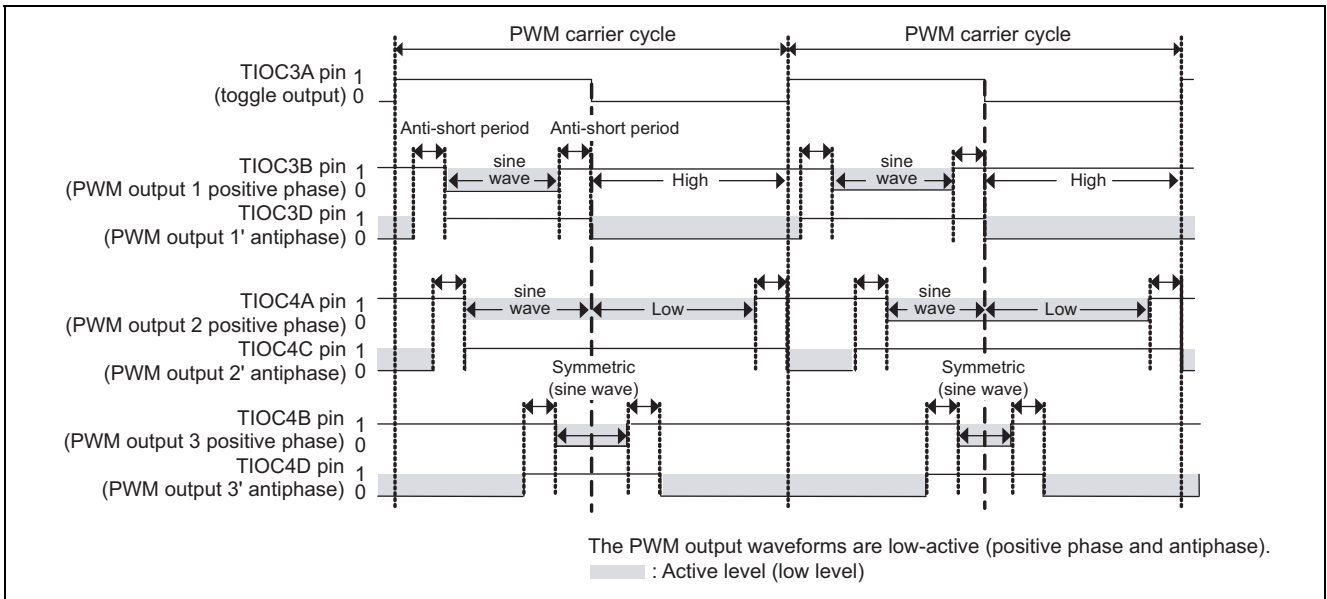 PWM carrier cycle PWM carrier cycle
TIOC3A pin 1
(toggle output) 0
Anti-short period Anti-short period
TIOC3B pin 1 sine sine
(PWM output 1 positive phase) 0 wave High wave High
TIOC3D pin 1
(PWM output 1' antiphase) 0
TIOC4A pin 1 sine sine
(PWM output 2 positive phase) 0 wave Low wave Low
TIOC4C pin 1
(PWM output 2' antiphase) 0
Symmetric Symmetric
(sine wave) (sine wave)
TIOC4B pin 1
(PWM output 3 positive phase) 0
TIOC4D pin 1
(PWM output 3' antiphase) 0
The PWM output waveforms are low-active (positive phase and antiphase).
: Active level (low level)